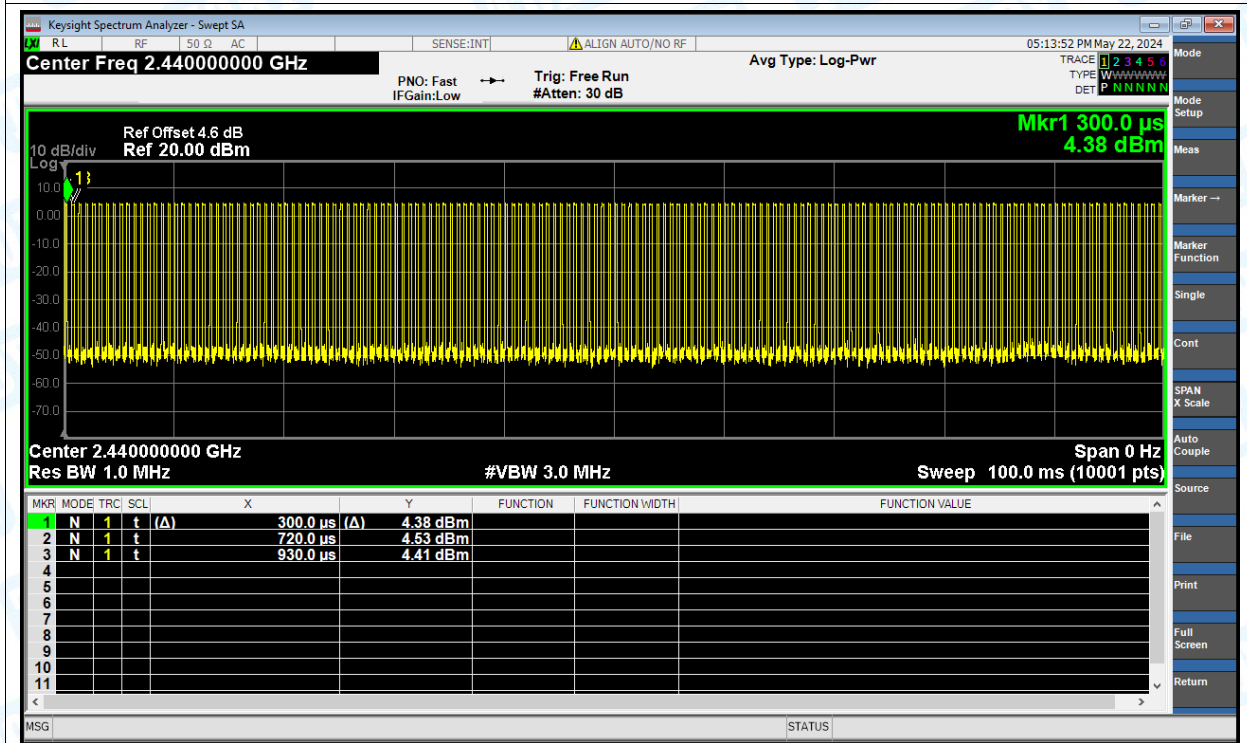 Keysight Spectrum Analyzer - Swept SA
LXI RL RF 50 Ω AC SENSE:INT ALIGN AUTO/NO RF 05:13:52 PM May 22, 2024
Center Freq 2.440000000 GHz
PNO: Fast
IFGain:Low
Trig: Free Run
#Atten: 30 dB
Avg Type: Log-Pwr
TRACE 1 2 3 4 5 6
TYPE WWWWWW
DET P N N N N N
Ref Offset 4.6 dB
10 dB/div Ref 20.00 dBm
Log
Mkr1 300.0 µs
4.38 dBm
1 3
10.0
0.00
-10.0
-20.0
-30.0
-40.0
-50.0
-60.0
-70.0
Center 2.440000000 GHz Span 0 Hz
Res BW 1.0 MHz #VBW 3.0 MHz Sweep 100.0 ms (10001 pts)
MKR MODE TRC SCL X Y FUNCTION FUNCTION WIDTH FUNCTION VALUE
1 N 1 t (Δ) 300.0 µs (Δ) 4.38 dBm
2 N 1 t 720.0 µs 4.53 dBm
3 N 1 t 930.0 µs 4.41 dBm
4
5
6
7
8
9
10
11
MSG STATUS
Mode
Mode
Setup
Meas
Marker →
Marker
Function
Single
Cont
SPAN
X Scale
Auto
Couple
Source
File
Print
Full
Screen
Return